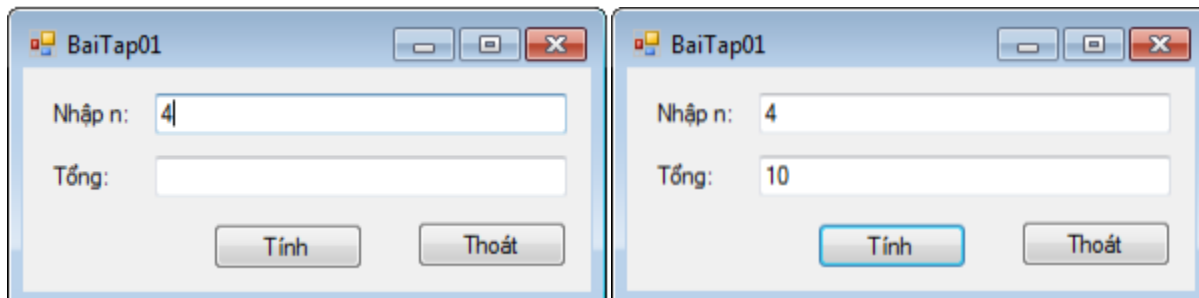 BaiTap01
Nhập n: 4
Tổng:
Tính Thoát
BaiTap01
Nhập n: 4
Tổng: 10
Tính Thoát